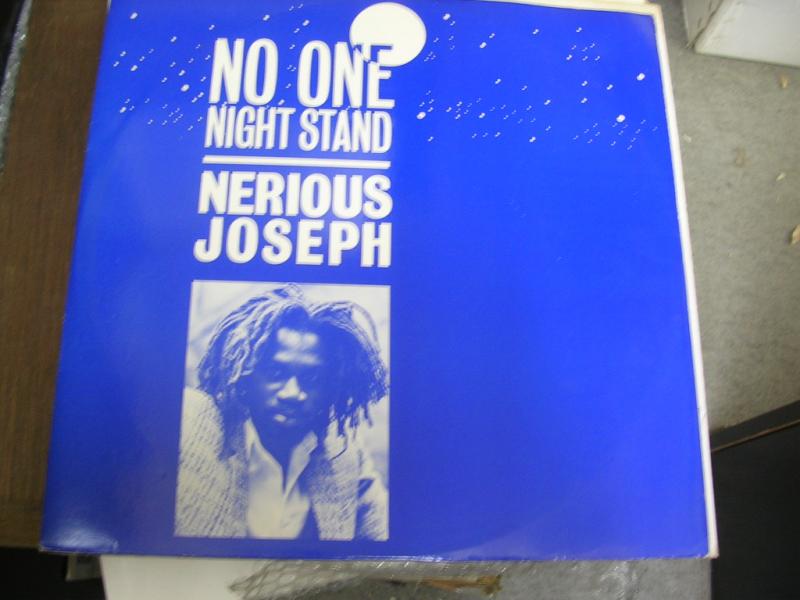 NO ONE
NIGHT STAND
NERIOUS
JOSEPH